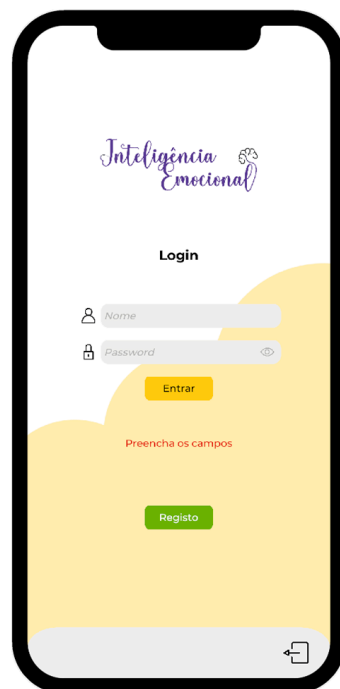 Inteligência
Emocional
Login
Nome
Password
Entrar
Preencha os campos
Registo